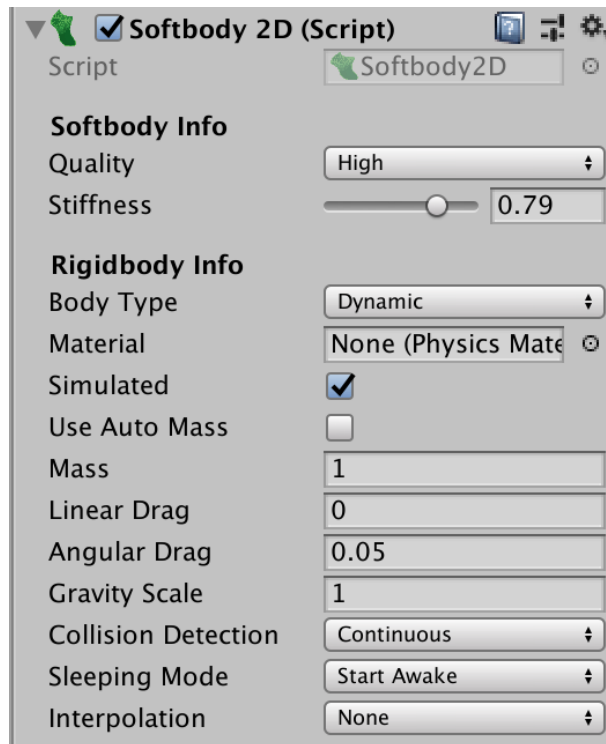 Softbody 2D (Script)
Script Softbody2D
Softbody Info
Quality High
Stiffness 0.79
Rigidbody Info
Body Type Dynamic
Material None (Physics Mate
Simulated
Use Auto Mass
Mass 1
Linear Drag 0
Angular Drag 0.05
Gravity Scale 1
Collision Detection Continuous
Sleeping Mode Start Awake
Interpolation None